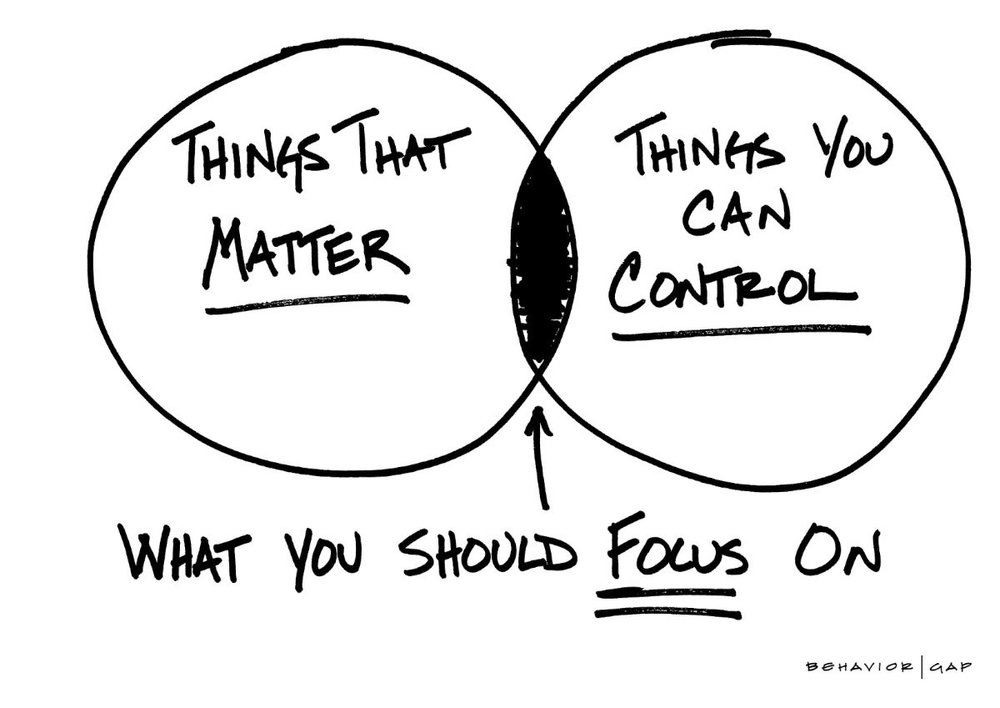 THINGS THAT
MATTER
THINGS YOU
CAN
CONTROL
WHAT YOU SHOULD FOCUS ON
BEHAVIOR|GAP